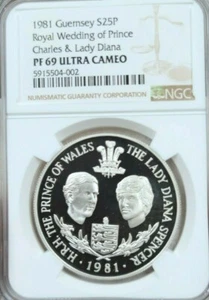 1981 Guernsey S25P
Royal Wedding of Prince
Charles & Lady Diana
PF 69 ULTRA CAMEO
5915504-002
NGC
NUMISMATIC GUARANTY CORPORATION
H.R.H. THE PRINCE OF WALES
THE LADY DIANA SPENCER
·1981·